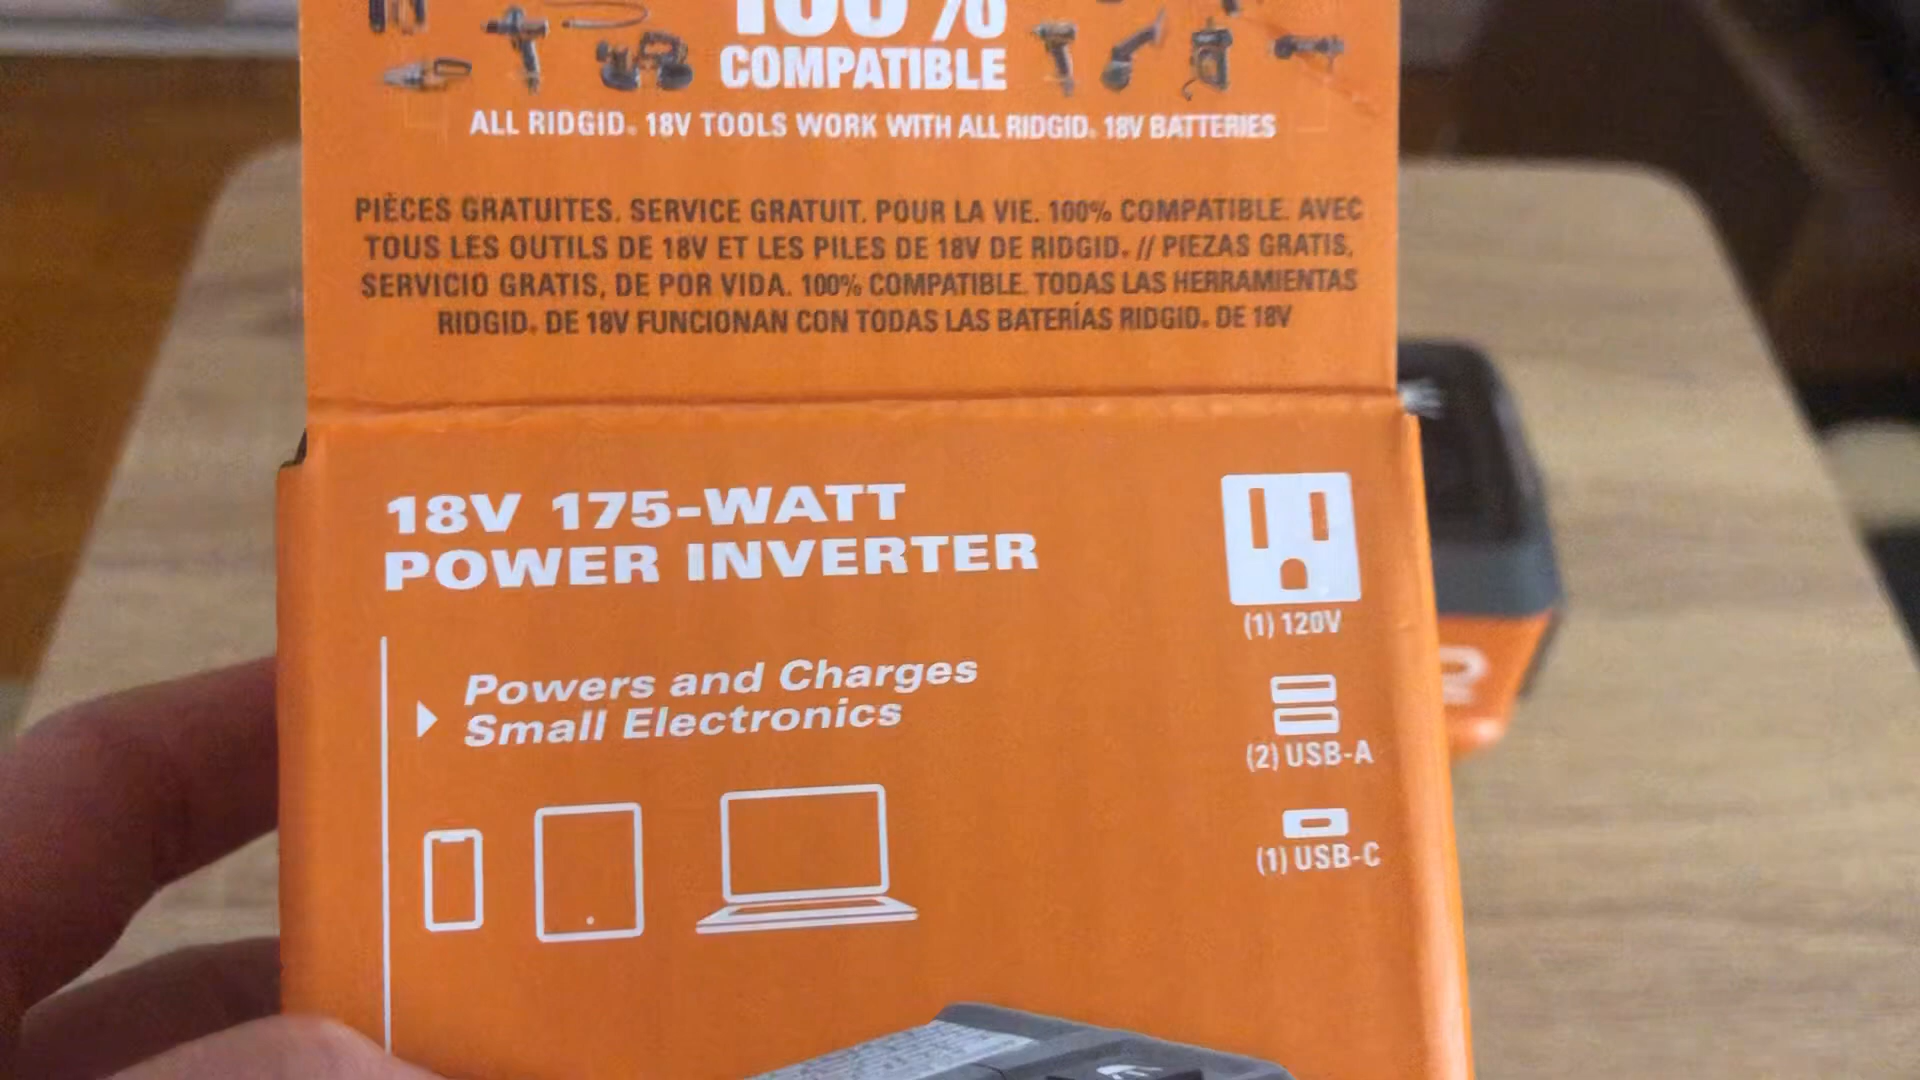 100%
COMPATIBLE
ALL RIDGID. 18V TOOLS WORK WITH ALL RIDGID. 18V BATTERIES
PIÈCES GRATUITES. SERVICE GRATUIT. POUR LA VIE. 100% COMPATIBLE. AVEC
TOUS LES OUTILS DE 18V ET LES PILES DE 18V DE RIDGID. // PIEZAS GRATIS,
SERVICIO GRATIS, DE POR VIDA. 100% COMPATIBLE. TODAS LAS HERRAMIENTAS
RIDGID. DE 18V FUNCIONAN CON TODAS LAS BATERÍAS RIDGID. DE 18V
18V 175-WATT
POWER INVERTER
(1) 120V
Powers and Charges
Small Electronics
(2) USB-A
(1) USB-C